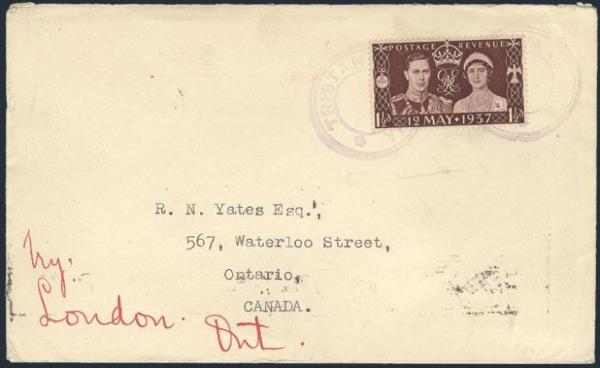 POSTAGE REVENUE
12 MAY · 1937
1½D 1½D
TRISTAN
R. N. Yates Esq.,
567, Waterloo Street,
Ontario,
CANADA.
try:
London. Ont.